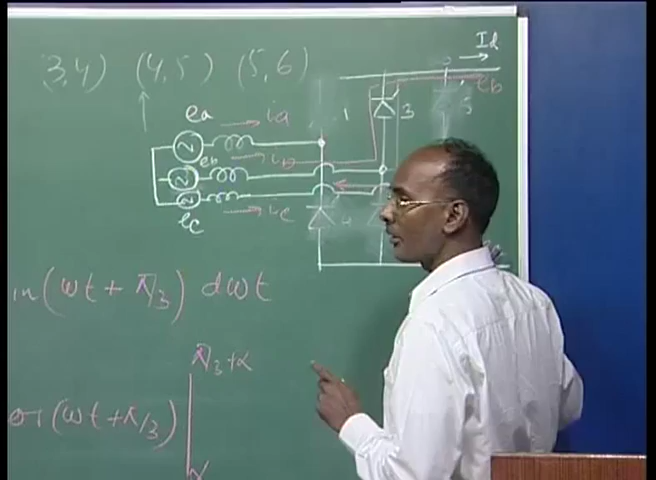 (3,4) (4,5) (5,6)
Id
eb
ea
ia
1
3
5
eb
ib
ec
ic
4
in (ωt + π/3) dωt
π/3 + α
os (ωt + π/3)